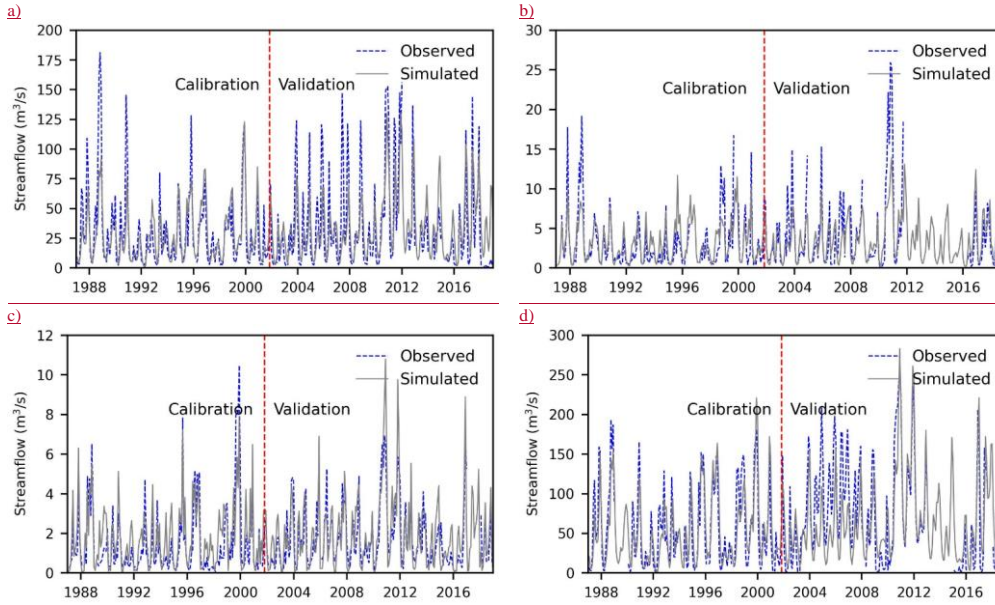 a)
200
175
150
125
100
75
50
25
0
Streamflow (m³/s)
Observed
Simulated
Calibration
Validation
1988 1992 1996 2000 2004 2008 2012 2016
b)
30
25
20
15
10
5
0
Streamflow (m³/s)
Observed
Simulated
Calibration
Validation
1988 1992 1996 2000 2004 2008 2012 2016
c)
12
10
8
6
4
2
0
Streamflow (m³/s)
Observed
Simulated
Calibration
Validation
1988 1992 1996 2000 2004 2008 2012 2016
d)
300
250
200
150
100
50
0
Streamflow (m³/s)
Observed
Simulated
Calibration
Validation
1988 1992 1996 2000 2004 2008 2012 2016